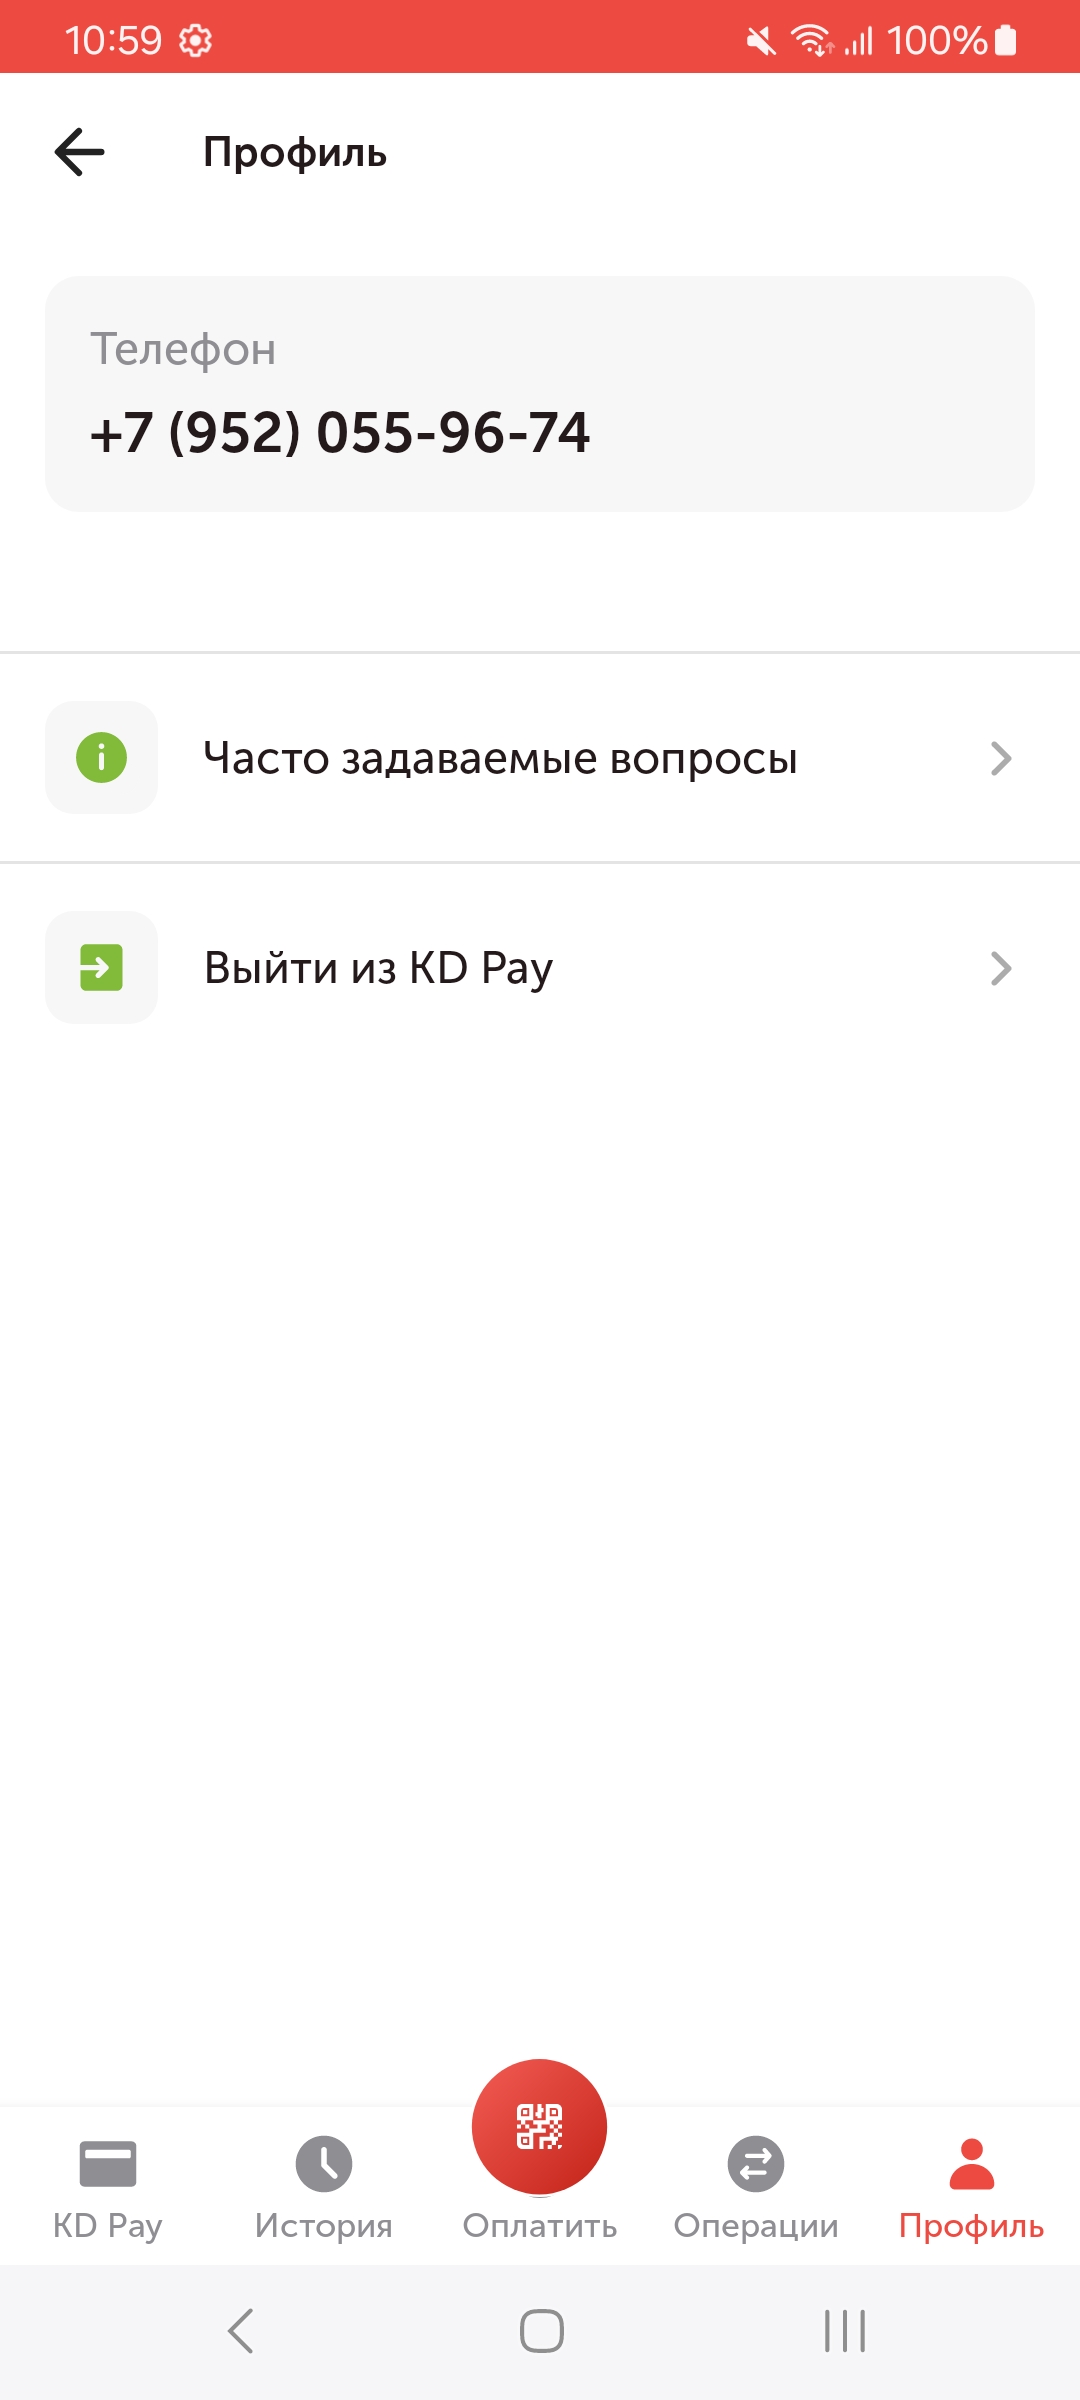 10:59 100%
Профиль
Телефон
+7 (952) 055-96-74
Часто задаваемые вопросы
Выйти из KD Pay
KD Pay История Оплатить Операции Профиль